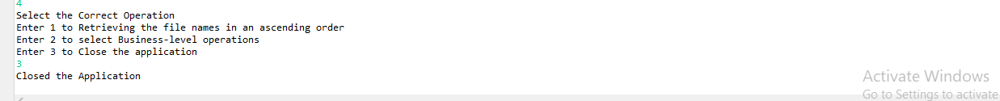 4
Select the Correct Operation
Enter 1 to Retrieving the file names in an ascending order
Enter 2 to select Business-level operations
Enter 3 to Close the application
3
Closed the Application
Activate Windows
Go to Settings to activate